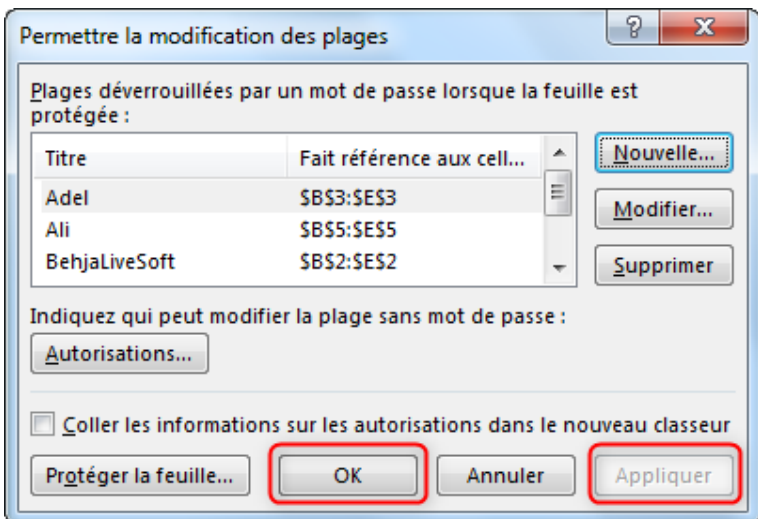 Permettre la modification des plages
Plages déverrouillées par un mot de passe lorsque la feuille est
protégée :
Titre Fait référence aux cell...
Adel $B$3:$E$3
Ali $B$5:$E$5
BehjaLiveSoft $B$2:$E$2
Nouvelle...
Modifier...
Supprimer
Indiquez qui peut modifier la plage sans mot de passe :
Autorisations...
Coller les informations sur les autorisations dans le nouveau classeur
Protéger la feuille... OK Annuler Appliquer